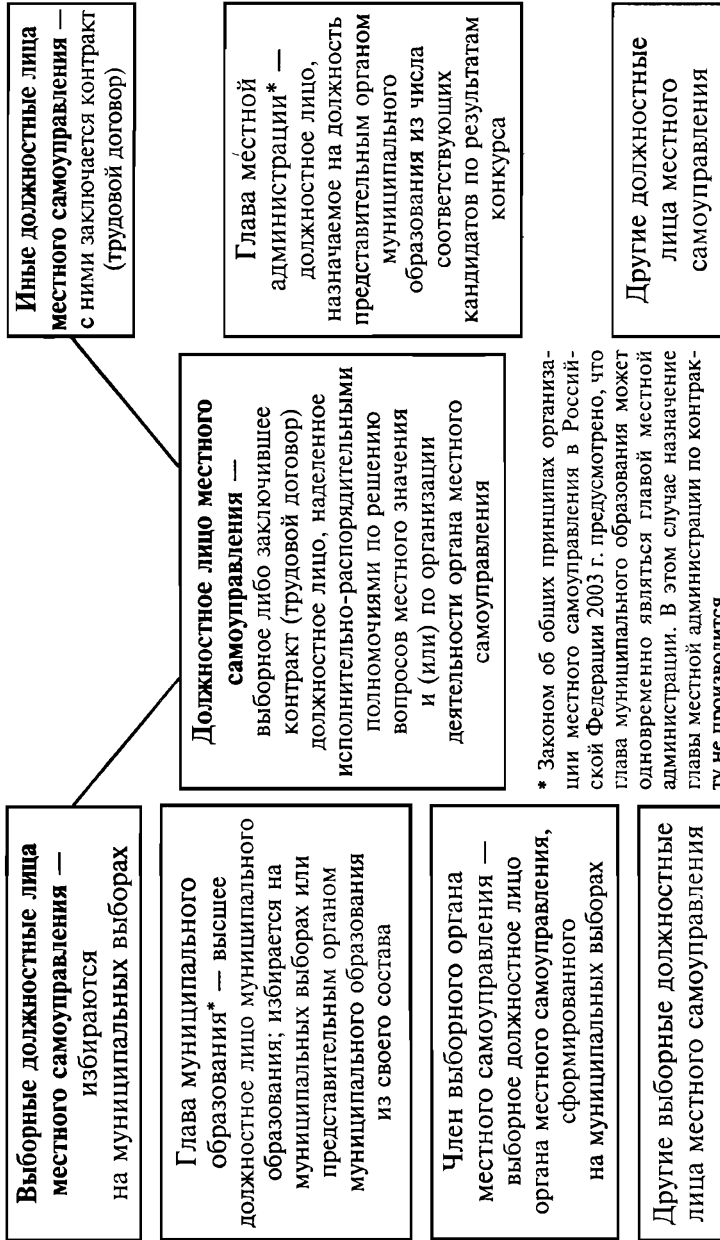 Выборные должностные лица
местного самоуправления —
избираются
на муниципальных выборах
Глава муниципального
образования* — высшее
должностное лицо муниципального
образования; избирается на
муниципальных выборах или
представительным органом
муниципального образования
из своего состава
Член выборного органа
местного самоуправления —
выборное должностное лицо
органа местного самоуправления,
сформированного
на муниципальных выборах
Другие выборные должностные
лица местного самоуправления
Должностное лицо местного
самоуправления —
выборное либо заключившее
контракт (трудовой договор)
должностное лицо, наделенное
исполнительно-распорядительными
полномочиями по решению
вопросов местного значения
и (или) по организации
деятельности органа местного
самоуправления
* Законом об общих принципах организа-
ции местного самоуправления в Россий-
ской Федерации 2003 г. предусмотрено, что
глава муниципального образования может
одновременно являться главой местной
администрации. В этом случае назначение
главы местной администрации по контрак-
ту не производится
Иные должностные лица
местного самоуправления —
с ними заключается контракт
(трудовой договор)
Глава местной
администрации* —
должностное лицо,
назначаемое на должность
представительным органом
муниципального
образования из числа
соответствующих
кандидатов по результатам
конкурса
Другие должностные
лица местного
самоуправления